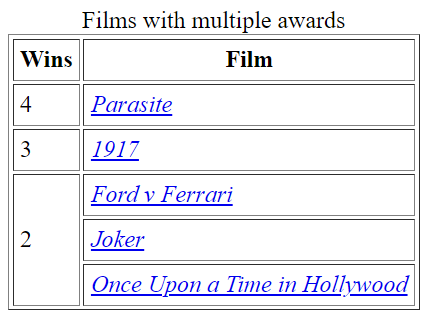 Films with multiple awards
Wins Film
4 Parasite
3 1917
2 Ford v Ferrari
Joker
Once Upon a Time in Hollywood